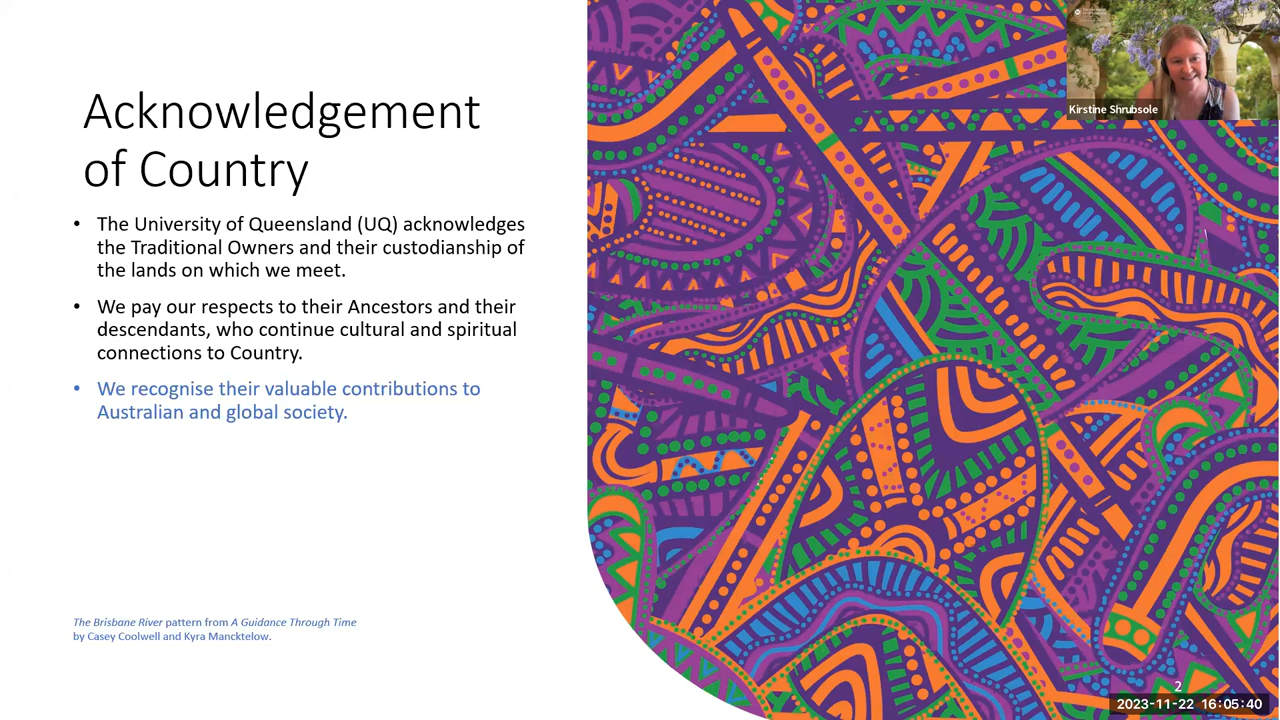 Acknowledgement
of Country
• The University of Queensland (UQ) acknowledges
the Traditional Owners and their custodianship of
the lands on which we meet.
• We pay our respects to their Ancestors and their
descendants, who continue cultural and spiritual
connections to Country.
• We recognise their valuable contributions to
Australian and global society.
The Brisbane River pattern from A Guidance Through Time
by Casey Coolwell and Kyra Mancktelow.
Kirstine Shrubsole
2
2023-11-22 16:05:40